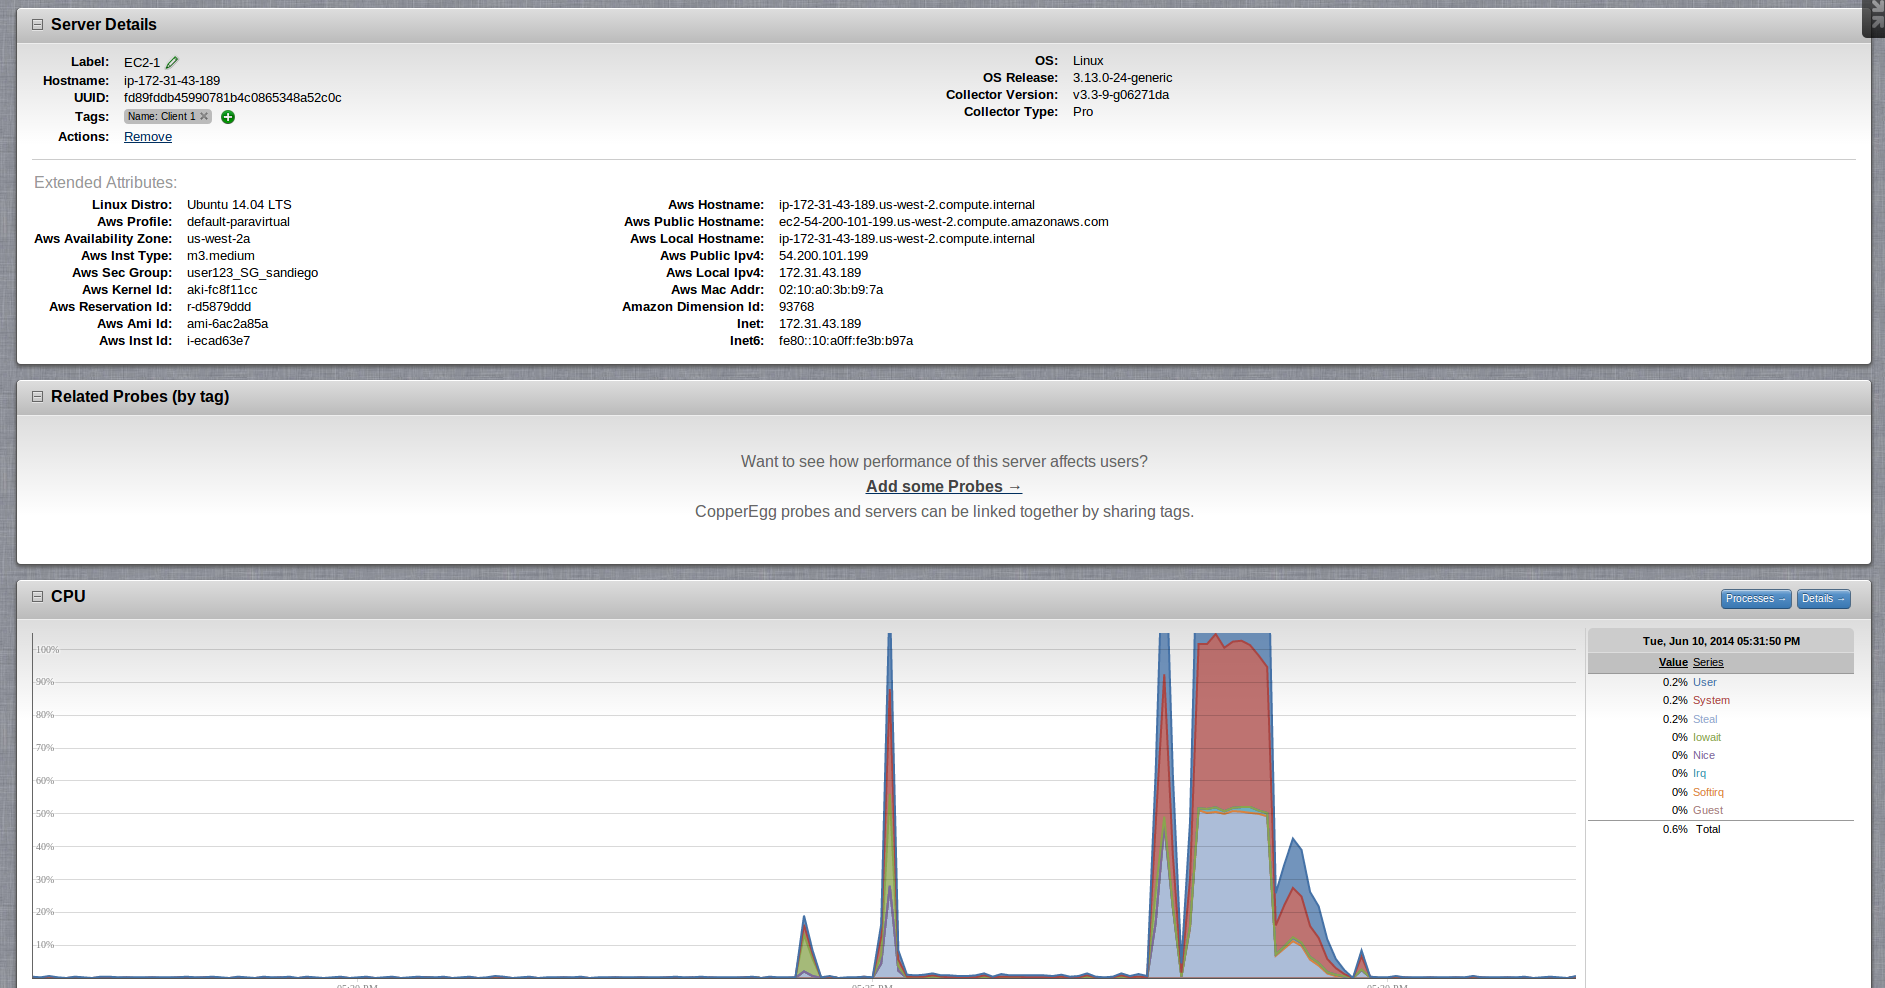 Server Details
Label: EC2-1
Hostname: ip-172-31-43-189
UUID: fd89fddb45990781b4c0865348a52c0c
Tags: Name: Client 1
Actions: Remove
OS: Linux
OS Release: 3.13.0-24-generic
Collector Version: v3.3-9-g06271da
Collector Type: Pro
Extended Attributes:
Linux Distro: Ubuntu 14.04 LTS
Aws Profile: default-paravirtual
Aws Availability Zone: us-west-2a
Aws Inst Type: m3.medium
Aws Sec Group: user123_SG_sandiego
Aws Kernel Id: aki-fc8f11cc
Aws Reservation Id: r-d5879ddd
Aws Ami Id: ami-6ac2a85a
Aws Inst Id: i-ecad63e7
Aws Hostname: ip-172-31-43-189.us-west-2.compute.internal
Aws Public Hostname: ec2-54-200-101-199.us-west-2.compute.amazonaws.com
Aws Local Hostname: ip-172-31-43-189.us-west-2.compute.internal
Aws Public Ipv4: 54.200.101.199
Aws Local Ipv4: 172.31.43.189
Aws Mac Addr: 02:10:a0:3b:b9:7a
Amazon Dimension Id: 93768
Inet: 172.31.43.189
Inet6: fe80::10:a0ff:fe3b:b97a
Related Probes (by tag)
Want to see how performance of this server affects users?
Add some Probes →
CopperEgg probes and servers can be linked together by sharing tags.
CPU
Processes →
Details →
100%
90%
80%
70%
60%
50%
40%
30%
20%
10%
05:20 PM
05:25 PM
05:30 PM
Tue, Jun 10, 2014 05:31:50 PM
Value Series
0.2% User
0.2% System
0.2% Steal
0% Iowait
0% Nice
0% Irq
0% Softirq
0% Guest
0.6% Total